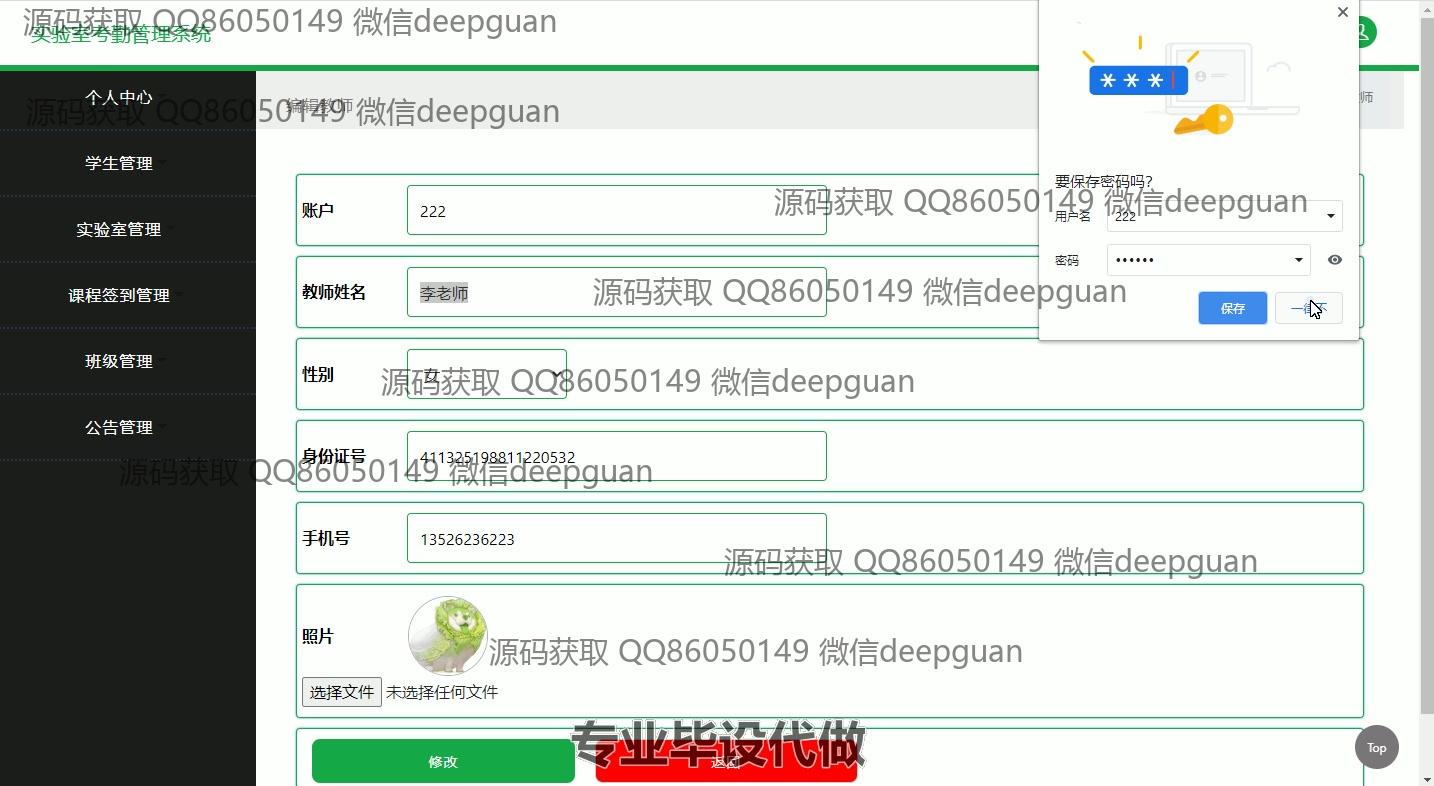 实验室考勤管理系统
源码获取 QQ86050149 微信deepguan
个人中心
学生管理
实验室管理
课程签到管理
班级管理
公告管理
编辑教师
源码获取 QQ86050149 微信deepguan
师
要保存密码吗?
用户名 222
密码 ••••••
保存 一律不
账户 222
源码获取 QQ86050149 微信deepguan
教师姓名 李老师
源码获取 QQ86050149 微信deepguan
性别 女
源码获取 QQ86050149 微信deepguan
身份证号 411325198811220532
源码获取 QQ86050149 微信deepguan
手机号 13526236223
源码获取 QQ86050149 微信deepguan
照片
源码获取 QQ86050149 微信deepguan
选择文件 未选择任何文件
专业毕设代做
修改 返回
Top